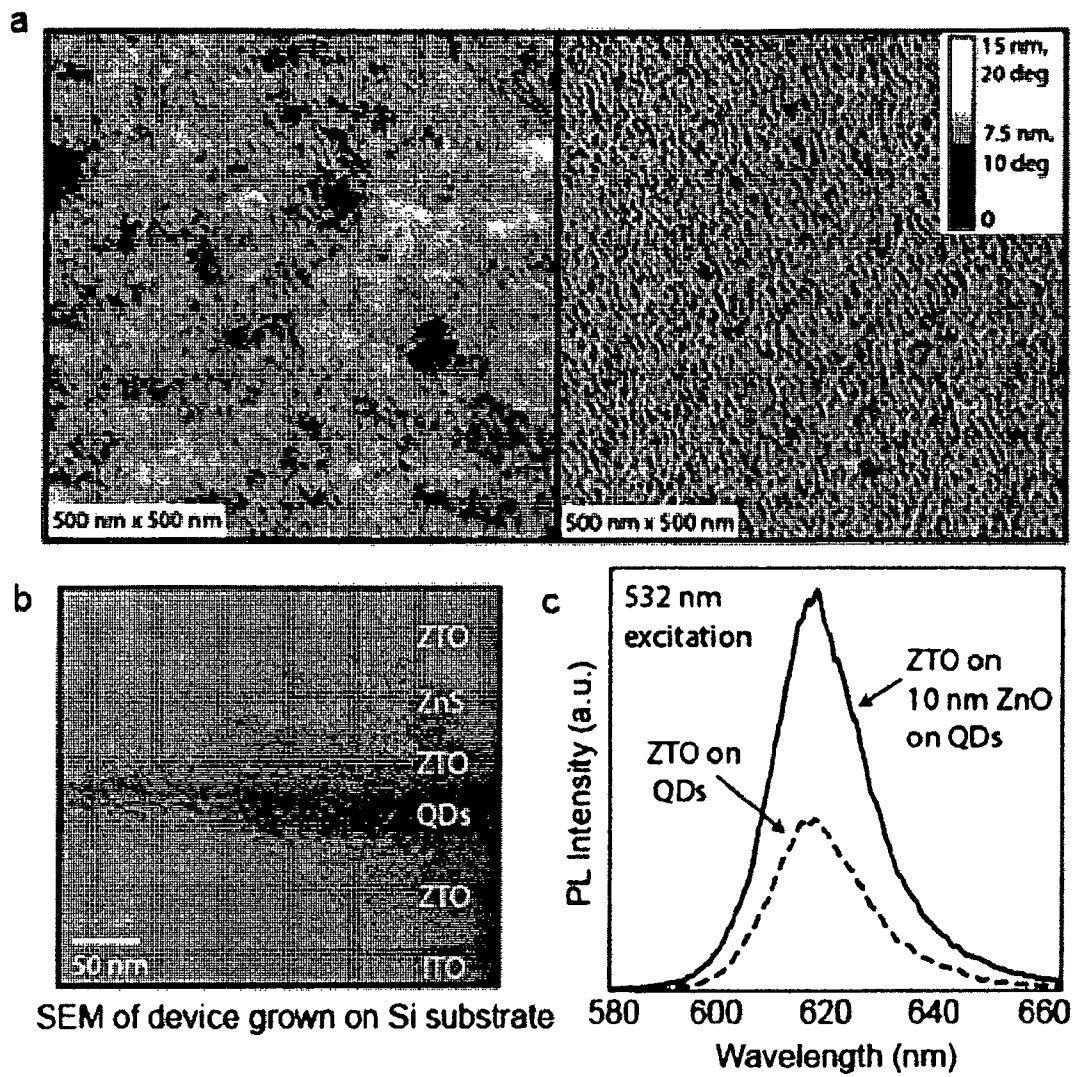 a
15 nm,
20 deg
7.5 nm,
10 deg
0
500 nm x 500 nm
500 nm x 500 nm
b
ZTO
ZnS
ZTO
QDs
ZTO
ITO
50 nm
SEM of device grown on Si substrate
c
532 nm
excitation
ZTO on
10 nm ZnO
on QDs
ZTO on
QDs
PL Intensity (a.u.)
580 600 620 640 660
Wavelength (nm)